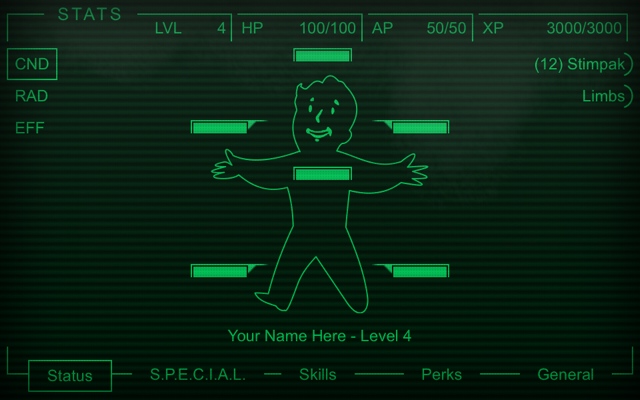 STATS
LVL 4 HP 100/100 AP 50/50 XP 3000/3000
CND (12) Stimpak
RAD Limbs
EFF
Your Name Here - Level 4
Status S.P.E.C.I.A.L. Skills Perks General